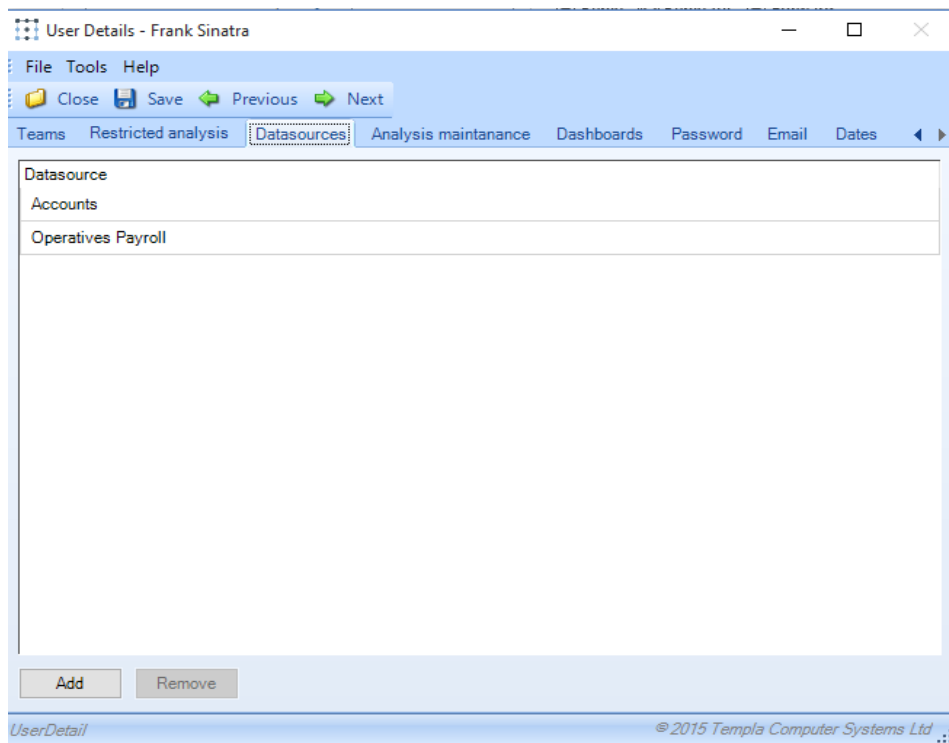 User Details - Frank Sinatra
File Tools Help
Close Save Previous Next
Teams Restricted analysis Datasources Analysis maintanance Dashboards Password Email Dates
Datasource
Accounts
Operatives Payroll
Add Remove
UserDetail © 2015 Templa Computer Systems Ltd